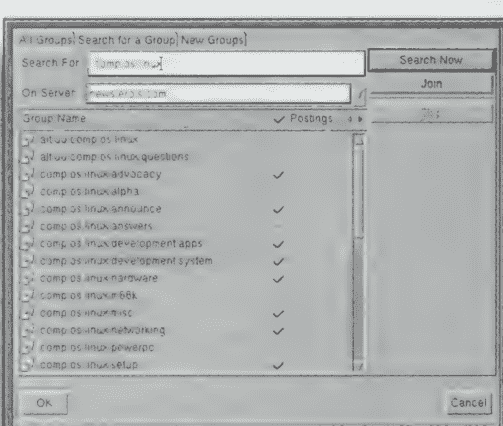 All Groups Search for a Group New Groups
Search For comp.os.linux
Search Now
On Server
Join
Group Name Postings
alt.uu.comp.os.linux
alt.uu.comp.os.linux.questions
comp.os.linux.advocacy
comp.os.linux.alpha
comp.os.linux.announce
comp.os.linux.answers
comp.os.linux.development.apps
comp.os.linux.development.system
comp.os.linux.hardware
comp.os.linux.m68k
comp.os.linux.misc
comp.os.linux.networking
comp.os.linux.powerpc
comp.os.linux.setup
OK
Cancel